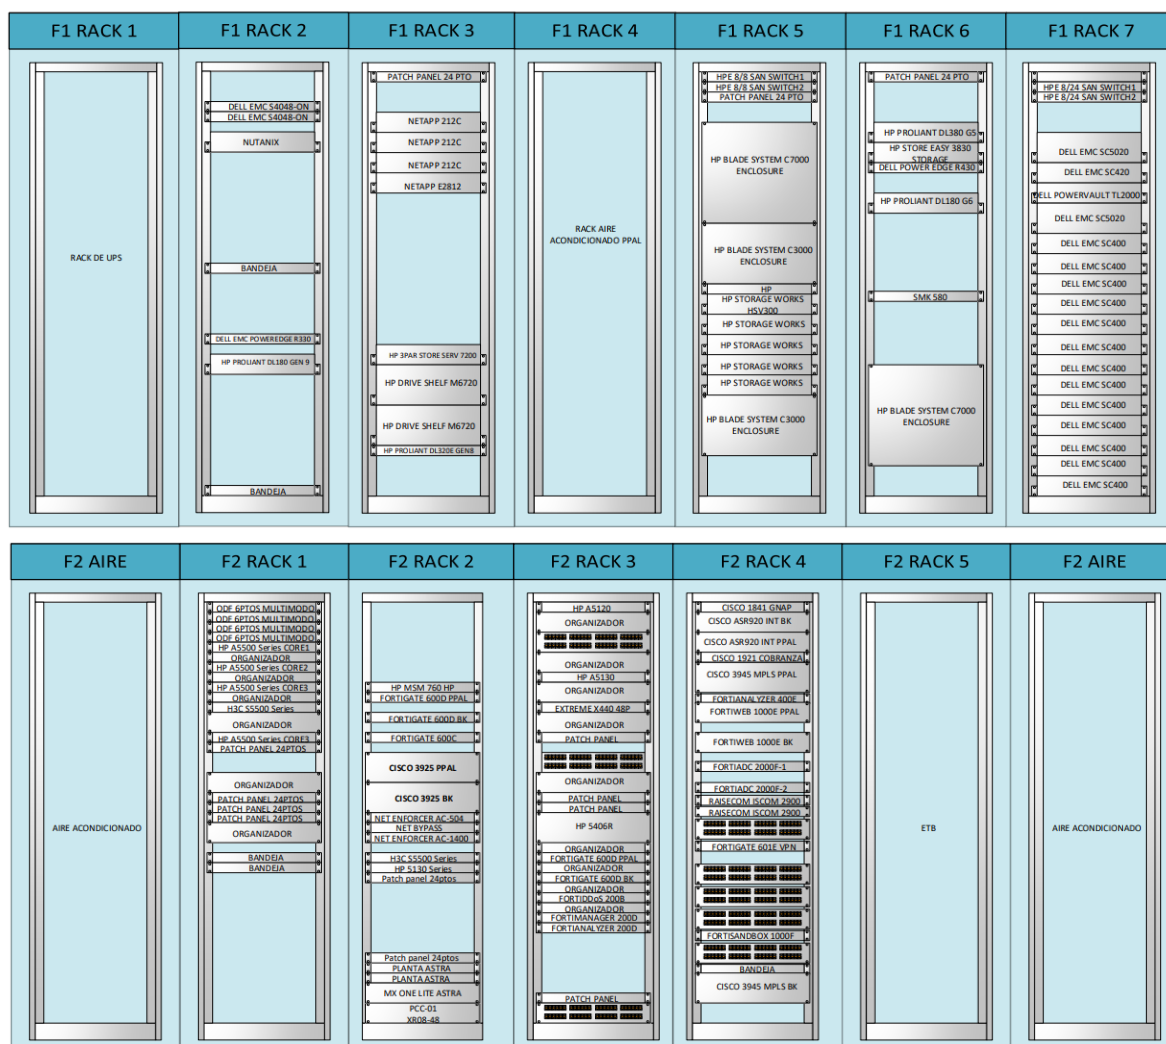 F1 RACK 1
RACK DE UPS
F1 RACK 2
DELL EMC S4048-ON
DELL EMC S4048-ON
NUTANIX
BANDEJA
DELL EMC POWEREDGE R330
HP PROLIANT DL180 GEN 9
BANDEJA
F1 RACK 3
PATCH PANEL 24 PTO
NETAPP 212C
NETAPP 212C
NETAPP 212C
NETAPP E2812
HP 3PAR STORE SERV 7200
HP DRIVE SHELF M6720
HP DRIVE SHELF M6720
HP PROLIANT DL320E GEN8
F1 RACK 4
RACK AIRE
ACONDICIONADO PPAL
F1 RACK 5
HPE 8/8 SAN SWITCH1
HPE 8/8 SAN SWITCH2
PATCH PANEL 24 PTO
HP BLADE SYSTEM C7000
ENCLOSURE
HP BLADE SYSTEM C3000
ENCLOSURE
HP
HP STORAGE WORKS
HSV300
HP STORAGE WORKS
HP STORAGE WORKS
HP STORAGE WORKS
HP STORAGE WORKS
HP BLADE SYSTEM C3000
ENCLOSURE
F1 RACK 6
PATCH PANEL 24 PTO
HP PROLIANT DL380 G5
HP STORE EASY 3830
STORAGE
DELL POWER EDGE R430
HP PROLIANT DL180 G6
SMK 580
HP BLADE SYSTEM C7000
ENCLOSURE
F1 RACK 7
HPE 8/24 SAN SWITCH1
HPE 8/24 SAN SWITCH2
DELL EMC SC5020
DELL EMC SC420
DELL POWERVAULT TL2000
DELL EMC SC5020
DELL EMC SC400
DELL EMC SC400
DELL EMC SC400
DELL EMC SC400
DELL EMC SC400
DELL EMC SC400
DELL EMC SC400
DELL EMC SC400
DELL EMC SC400
DELL EMC SC400
DELL EMC SC400
DELL EMC SC400
DELL EMC SC400
F2 AIRE
AIRE ACONDICIONADO
F2 RACK 1
ODF 6PTOS MULTIMODO
ODF 6PTOS MULTIMODO
ODF 6PTOS MULTIMODO
ODF 6PTOS MULTIMODO
HP A5500 Series CORE1
ORGANIZADOR
HP A5500 Series CORE2
ORGANIZADOR
HP A5500 Series CORE3
ORGANIZADOR
H3C S5500 Series
ORGANIZADOR
HP A5500 Series CORE3
PATCH PANEL 24PTOS
ORGANIZADOR
PATCH PANEL 24PTOS
PATCH PANEL 24PTOS
PATCH PANEL 24PTOS
ORGANIZADOR
BANDEJA
BANDEJA
F2 RACK 2
HP MSM 760 HP
FORTIGATE 600D PPAL
FORTIGATE 600D BK
FORTIGATE 600C
CISCO 3925 PPAL
CISCO 3925 BK
NET ENFORCER AC-504
NET BYPASS
NET ENFORCER AC-1400
H3C S5500 Series
HP 5130 Series
Patch panel 24ptos
Patch panel 24ptos
PLANTA ASTRA
PLANTA ASTRA
MX ONE LITE ASTRA
PCC-01
XR08-48
F2 RACK 3
HP A5120
ORGANIZADOR
ORGANIZADOR
HP A5130
ORGANIZADOR
EXTREME X440 48P
ORGANIZADOR
PATCH PANEL
ORGANIZADOR
PATCH PANEL
PATCH PANEL
HP 5406R
ORGANIZADOR
FORTIGATE 600D PPAL
ORGANIZADOR
FORTIGATE 600D BK
ORGANIZADOR
FORTIDDoS 200B
ORGANIZADOR
FORTIMANAGER 200D
FORTIANALYZER 200D
PATCH PANEL
F2 RACK 4
CISCO 1841 GNAP
CISCO ASR920 INT BK
CISCO ASR920 INT PPAL
CISCO 1921 COBRANZA
CISCO 3945 MPLS PPAL
FORTIANALYZER 400E
FORTIWEB 1000E PPAL
FORTIWEB 1000E BK
FORTIADC 2000F-1
FORTIADC 2000F-2
RAISECOM ISCOM 2900
RAISECOM ISCOM 2900
FORTIGATE 601E VPN
FORTISANDBOX 1000F
BANDEJA
CISCO 3945 MPLS BK
F2 RACK 5
ETB
F2 AIRE
AIRE ACONDICIONADO